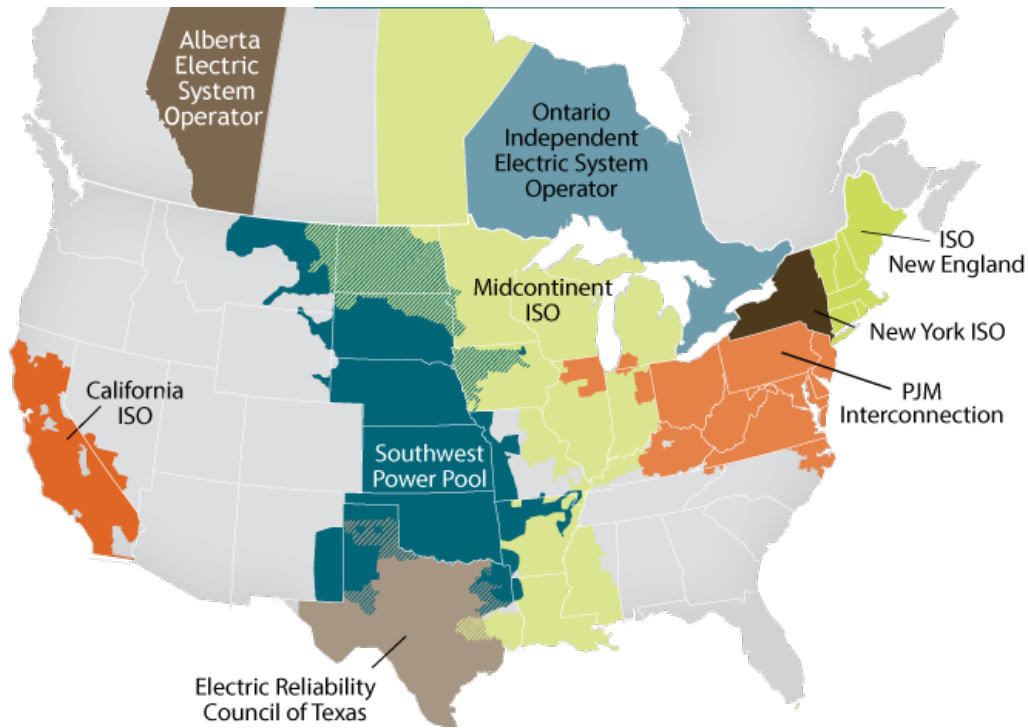 Alberta
Electric
System
Operator
Ontario
Independent
Electric System
Operator
ISO
New England
Midcontinent
ISO
New York ISO
California
ISO
PJM
Interconnection
Southwest
Power Pool
Electric Reliability
Council of Texas